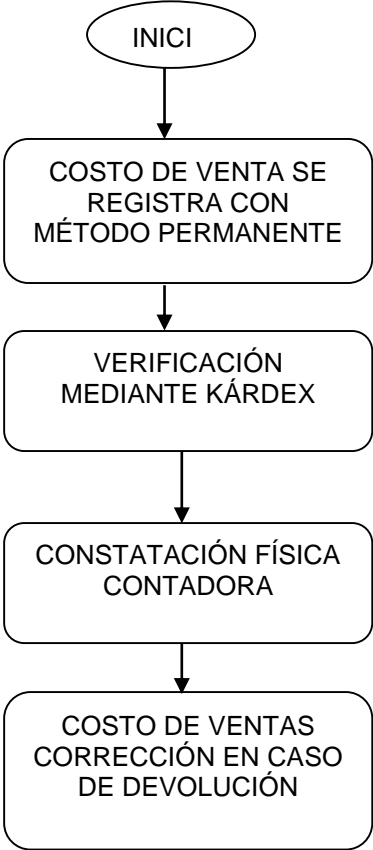 INICI
COSTO DE VENTA SE
REGISTRA CON
MÉTODO PERMANENTE
VERIFICACIÓN
MEDIANTE KÁRDEX
CONSTATACIÓN FÍSICA
CONTADORA
COSTO DE VENTAS
CORRECCIÓN EN CASO
DE DEVOLUCIÓN